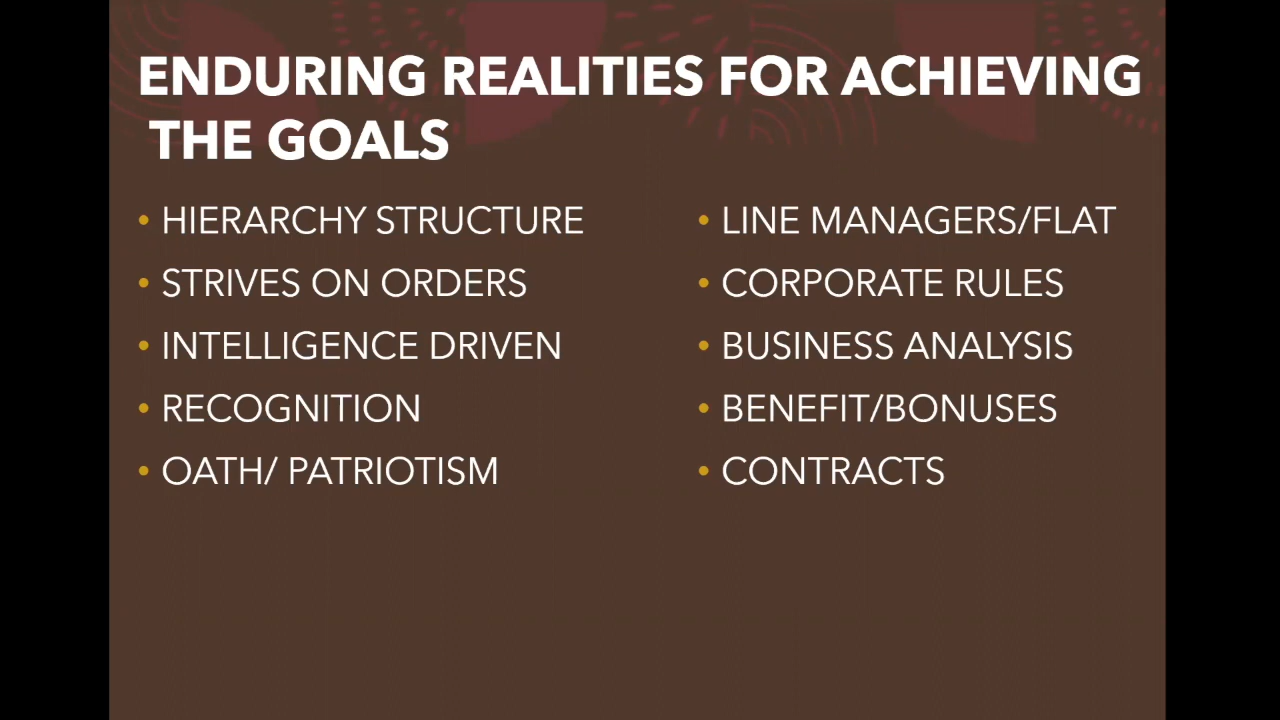 ENDURING REALITIES FOR ACHIEVING
THE GOALS
• HIERARCHY STRUCTURE
• STRIVES ON ORDERS
• INTELLIGENCE DRIVEN
• RECOGNITION
• OATH/ PATRIOTISM
• LINE MANAGERS/FLAT
• CORPORATE RULES
• BUSINESS ANALYSIS
• BENEFIT/BONUSES
• CONTRACTS